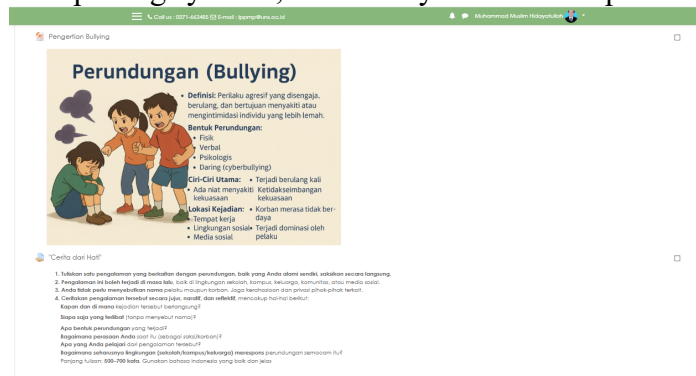 Call us : 0271-663485 E-mail : lppmp@uns.ac.id
Muhammad Muslim Hidayatullah
Pengertian Bullying
Perundungan (Bullying)
• Definisi: Perilaku agresif yang disengaja,
berulang, dan bertujuan menyakiti atau
mengintimidasi individu yang lebih lemah.
Bentuk Perundungan:
• Fisik
• Verbal
• Psikologis
• Daring (cyberbullying)
Ciri-Ciri Utama:
• Ada niat menyakiti
kekuasaan
Lokasi Kejadian:
• Tempat kerja
• Lingkungan sosial
• Media sosial
• Terjadi berulang kali
Ketidakseimbangan
kekuasaan
• Korban merasa tidak ber-
daya
• Terjadi dominasi oleh
pelaku
"Cerita dari Hati"
1. Tuliskan satu pengalaman yang berkaitan dengan perundungan, baik yang Anda alami sendiri, saksikan secara langsung.
2. Pengalaman ini boleh terjadi di masa lalu, baik di lingkungan sekolah, kampus, keluarga, komunitas, atau media sosial.
3. Anda tidak perlu menyebutkan nama pelaku maupun korban. Jaga kerahasiaan dan privasi pihak-pihak terkait.
4. Ceritakan pengalaman tersebut secara jujur, naratif, dan reflektif, mencakup hal-hal berikut:
Kapan dan di mana kejadian tersebut berlangsung?
Siapa saja yang terlibat (tanpa menyebut nama)?
Apa bentuk perundungan yang terjadi?
Bagaimana perasaan Anda saat itu (sebagai saksi/korban)?
Apa yang Anda pelajari dari pengalaman tersebut?
Bagaimana seharusnya lingkungan (sekolah/kampus/keluarga) merespons perundungan semacam itu?
Panjang tulisan: 500–700 kata. Gunakan bahasa Indonesia yang baik dan jelas